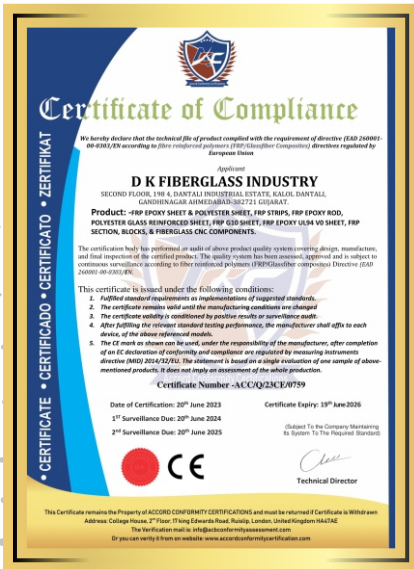 Certificate of Compliance
We hereby declare that the technical file of product complied with the requirement of directive (EAD 260001-
00-0303/EN according to fibre reinforced polymers (FRP/Glassfiber Composites) directives regulated by
European Union
Applicant
D K FIBERGLASS INDUSTRY
SECOND FLOOR, 198 4, DANTALI INDUSTRIAL ESTATE, KALOL DANTALI,
GANDHINAGAR AHMEDABAD-382721 GUJARAT.
Product: -FRP EPOXY SHEET & POLYESTER SHEET, FRP STRIPS, FRP EPOXY ROD,
POLYESTER GLASS REINFORCED SHEET, FRP G10 SHEET, FRP EPOXY UL94 V0 SHEET, FRP
SECTION, BLOCKS, & FIBERGLASS CNC COMPONENTS.
The certification body has performed an audit of above product quality system covering design, manufacture,
and final inspection of the certified product. The quality system has been assessed, approved and is subject to
continuous surveillance according to fiber reinforced polymers (FRP/Glassfiber composites) Directive (EAD
260001-00-0303/EN.
This certificate is issued under the following conditions:
1. Fulfilled standard requirements as implementations of suggested standards.
2. The certificate remains valid until the manufacturing conditions are changed
3. The certificate validity is conditioned by positive results or surveillance audit.
4. After fulfilling the relevant standard testing performance, the manufacturer shall affix to each
device, of the above referenced models.
5. The CE mark as shown can be used, under the responsibility of the manufacturer, after completion
of an EC declaration of conformity and compliance are regulated by measuring instruments
directive (MID) 2014/32/EU. The statement is based on a single evaluation of one sample of above-
mentioned products. It does not imply an assessment of the whole production.
Certificate Number -ACC/Q/23CE/0759
Date of Certification: 20th June 2023
Certificate Expiry: 19th June 2026
1ST Surveillance Due: 20th June 2024
2nd Surveillance Due: 20th June 2025
(Subject To the Company Maintaining
Its System To The Required Standard)
CE
Technical Director
This Certificate remains the Property of ACCORD CONFORMITY CERTIFICATIONS and must be returned if Certificate is Withdrawn
Address: College House, 2nd Floor, 17 king Edwards Road, Ruislip, London, United Kingdom HA47AE
The Verification mail is: info@acbconformityassessment.com
Or you can verify it from on website: www.accordconformitycertification.com
• CERTIFICATE • CERTIFICADO • CERTIFICATO • ZERTIFIKAT